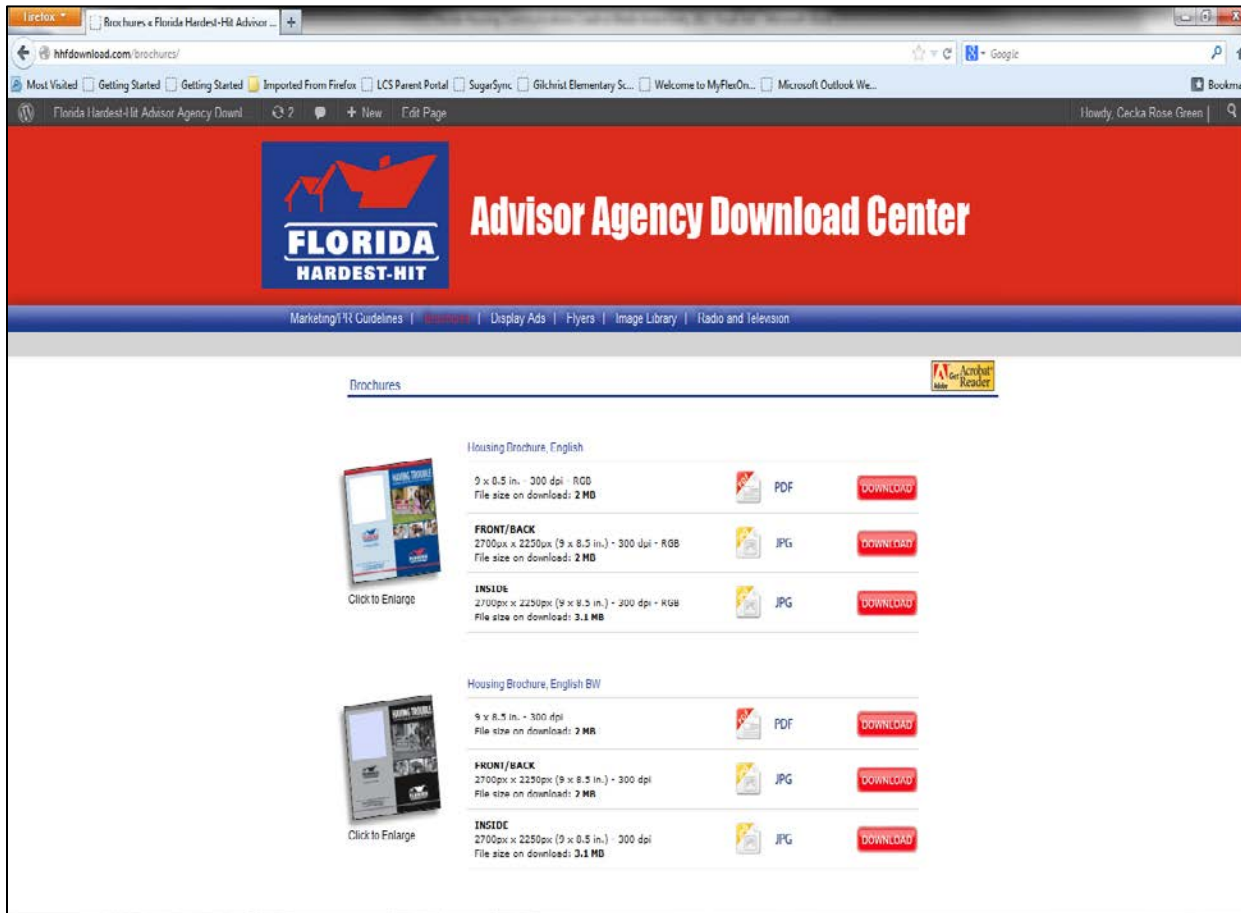 Firefox
Brochures « Florida Hardest-Hit Advisor ... +
hhfdownload.com/brochures/
Google
Most Visited Getting Started Getting Started Imported From Firefox LCS Parent Portal SugarSync Gilchrist Elementary Sc... Welcome to MyFlexOn... Microsoft Outlook We... Bookma
Florida Hardest-Hit Advisor Agency Downl 2 + New Edit Page Howdy, Cecka Rose Green |
FLORIDA
HARDEST-HIT
Advisor Agency Download Center
Marketing/PR Guidelines | Brochures | Display Ads | Flyers | Image Library | Radio and Television
Brochures
Get Acrobat®
Adobe Reader
Housing Brochure, English
HAVING TROUBLE
9 x 8.5 in. - 300 dpi - RGB
File size on download: 2 MB
PDF
DOWNLOAD
FRONT/BACK
2700px x 2250px (9 x 8.5 in.) - 300 dpi - RGB
File size on download: 2 MB
JPG
DOWNLOAD
INSIDE
2700px x 2250px (9 x 8.5 in.) - 300 dpi - RGB
File size on download: 3.1 MB
JPG
DOWNLOAD
Click to Enlarge
Housing Brochure, English BW
HAVING TROUBLE
9 x 8.5 in. - 300 dpi
File size on download: 2 MB
PDF
DOWNLOAD
FRONT/BACK
2700px x 2250px (9 x 8.5 in.) - 300 dpi
File size on download: 2 MB
JPG
DOWNLOAD
INSIDE
2700px x 2250px (9 x 8.5 in.) - 300 dpi
File size on download: 3.1 MB
JPG
DOWNLOAD
Click to Enlarge